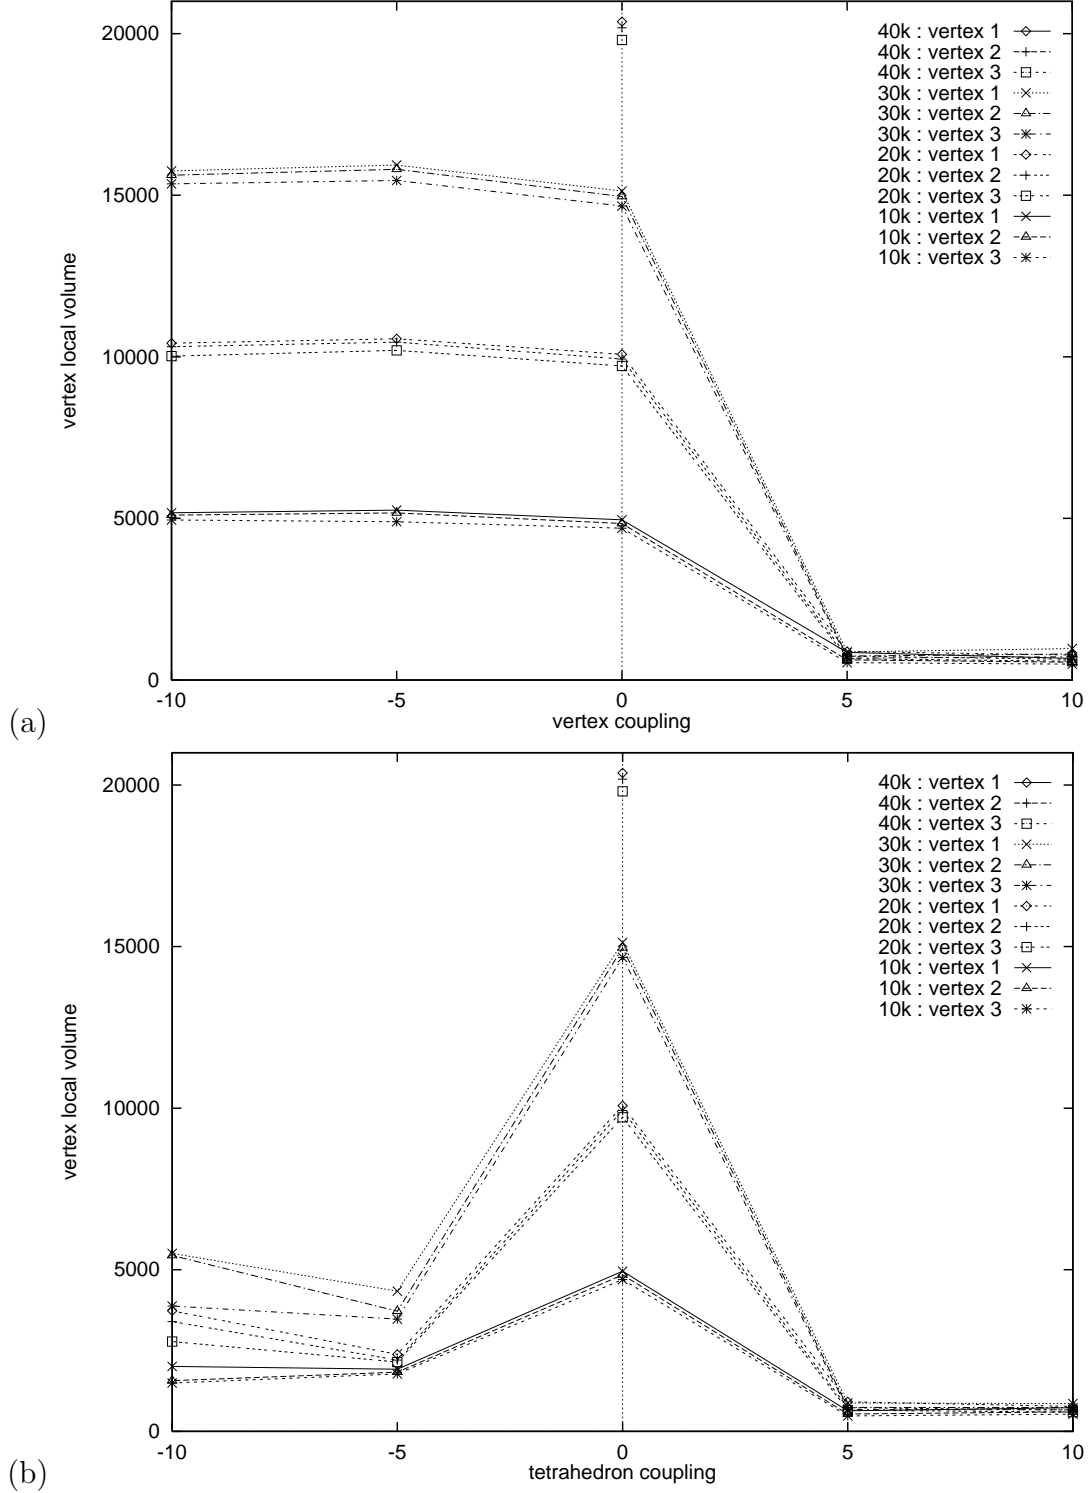 20000
15000
10000
5000
0
vertex local volume
40k : vertex 1
40k : vertex 2
40k : vertex 3
30k : vertex 1
30k : vertex 2
30k : vertex 3
20k : vertex 1
20k : vertex 2
20k : vertex 3
10k : vertex 1
10k : vertex 2
10k : vertex 3
-10 -5 0 5 10
vertex coupling
(a)
20000
15000
10000
5000
0
vertex local volume
40k : vertex 1
40k : vertex 2
40k : vertex 3
30k : vertex 1
30k : vertex 2
30k : vertex 3
20k : vertex 1
20k : vertex 2
20k : vertex 3
10k : vertex 1
10k : vertex 2
10k : vertex 3
-10 -5 0 5 10
tetrahedron coupling
(b)